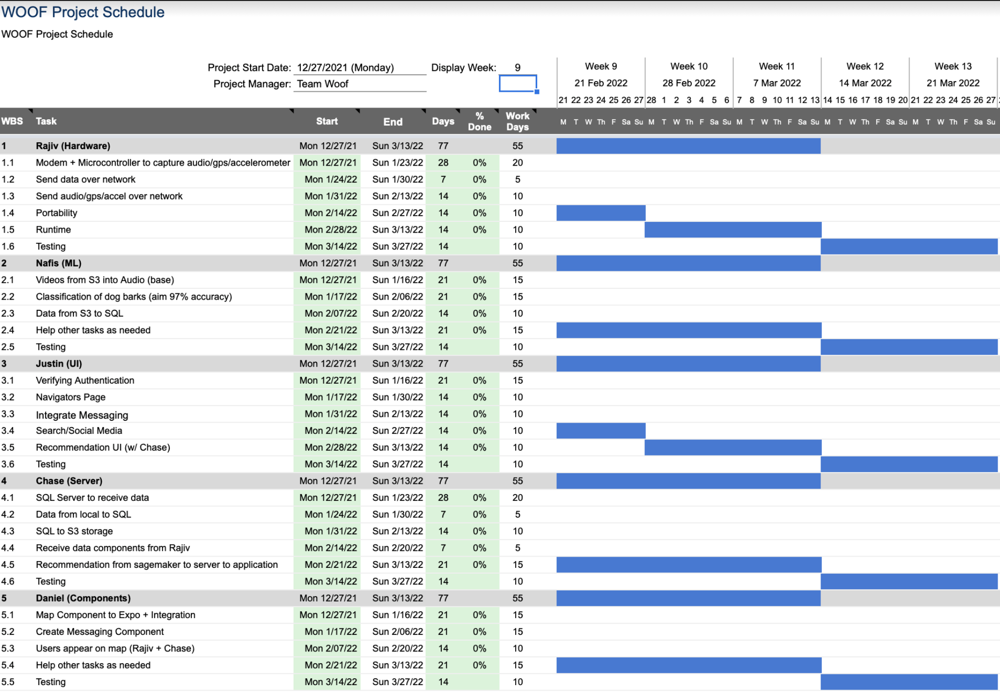 WOOF Project Schedule
WOOF Project Schedule
Project Start Date: 12/27/2021 (Monday) Display Week: 9
Project Manager: Team Woof
Week 9 Week 10 Week 11 Week 12 Week 13
21 Feb 2022 28 Feb 2022 7 Mar 2022 14 Mar 2022 21 Mar 2022
21 22 23 24 25 26 27 28 1 2 3 4 5 6 7 8 9 10 11 12 13 14 15 16 17 18 19 20 21 22 23 24 25 26 27
WBS Task Start End Days % Done Work Days M T W Th F Sa Su M T W Th F Sa Su M T W Th F Sa Su M T W Th F Sa Su M T W Th F Sa Su
1 Rajiv (Hardware) Mon 12/27/21 Sun 3/13/22 77 55
1.1 Modem + Microcontroller to capture audio/gps/accelerometer Mon 12/27/21 Sun 1/23/22 28 0% 20
1.2 Send data over network Mon 1/24/22 Sun 1/30/22 7 0% 5
1.3 Send audio/gps/accel over network Mon 1/31/22 Sun 2/13/22 14 0% 10
1.4 Portability Mon 2/14/22 Sun 2/27/22 14 0% 10
1.5 Runtime Mon 2/28/22 Sun 3/13/22 14 0% 10
1.6 Testing Mon 3/14/22 Sun 3/27/22 14 10
2 Nafis (ML) Mon 12/27/21 Sun 3/13/22 77 55
2.1 Videos from S3 into Audio (base) Mon 12/27/21 Sun 1/16/22 21 0% 15
2.2 Classification of dog barks (aim 97% accuracy) Mon 1/17/22 Sun 2/06/22 21 0% 15
2.3 Data from S3 to SQL Mon 2/07/22 Sun 2/20/22 14 0% 10
2.4 Help other tasks as needed Mon 2/21/22 Sun 3/13/22 21 0% 15
2.5 Testing Mon 3/14/22 Sun 3/27/22 14 10
3 Justin (UI) Mon 12/27/21 Sun 3/13/22 77 55
3.1 Verifying Authentication Mon 12/27/21 Sun 1/16/22 21 0% 15
3.2 Navigators Page Mon 1/17/22 Sun 1/30/22 14 0% 10
3.3 Integrate Messaging Mon 1/31/22 Sun 2/13/22 14 0% 10
3.4 Search/Social Media Mon 2/14/22 Sun 2/27/22 14 0% 10
3.5 Recommendation UI (w/ Chase) Mon 2/28/22 Sun 3/13/22 14 0% 10
3.6 Testing Mon 3/14/22 Sun 3/27/22 14 10
4 Chase (Server) Mon 12/27/21 Sun 3/13/22 77 55
4.1 SQL Server to receive data Mon 12/27/21 Sun 1/23/22 28 0% 20
4.2 Data from local to SQL Mon 1/24/22 Sun 1/30/22 7 0% 5
4.3 SQL to S3 storage Mon 1/31/22 Sun 2/13/22 14 0% 10
4.4 Receive data components from Rajiv Mon 2/14/22 Sun 2/20/22 7 0% 5
4.5 Recommendation from sagemaker to server to application Mon 2/21/22 Sun 3/13/22 21 0% 15
4.6 Testing Mon 3/14/22 Sun 3/27/22 14 10
5 Daniel (Components) Mon 12/27/21 Sun 3/13/22 77 55
5.1 Map Component to Expo + Integration Mon 12/27/21 Sun 1/16/22 21 0% 15
5.2 Create Messaging Component Mon 1/17/22 Sun 2/06/22 21 0% 15
5.3 Users appear on map (Rajiv + Chase) Mon 2/07/22 Sun 2/20/22 14 0% 10
5.4 Help other tasks as needed Mon 2/21/22 Sun 3/13/22 21 0% 15
5.5 Testing Mon 3/14/22 Sun 3/27/22 14 10